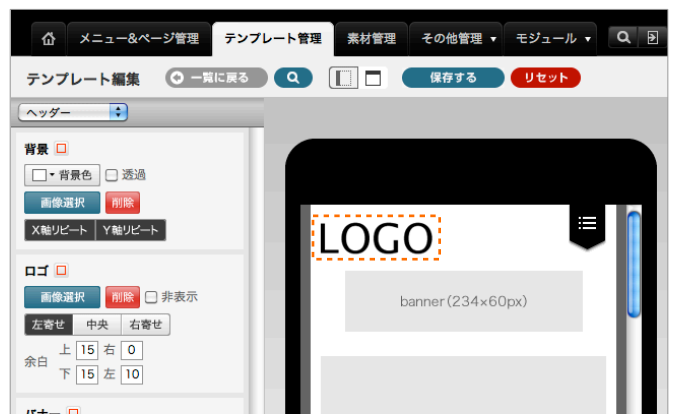 メニュー&ページ管理 テンプレート管理 素材管理 その他管理 ▼ モジュール ▼
テンプレート編集 一覧に戻る 保存する リセット
ヘッダー
背景
背景色 透過
画像選択 削除
X軸リピート Y軸リピート
ロゴ
画像選択 削除 非表示
左寄せ 中央 右寄せ
余白 上 15 右 0
下 15 左 10
バナー
LOGO
banner(234×60px)